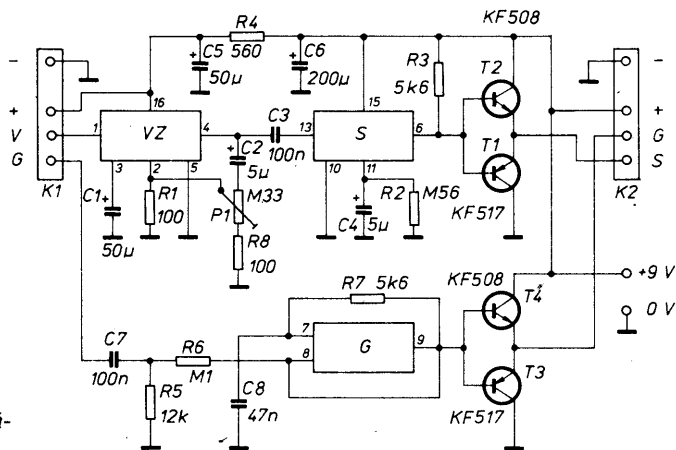 R4
KF508
C5
560
C6
R3
T2
50µ
200µ
5k6
-
-
+
16
15
+
V
1
VZ
4
C3
13
S
6
G
G
3
2
5
C2
100n
10
11
T1
S
K1
5µ
R2
M56
KF517
K2
C1
R1
M33
C4
5µ
100
P1
50µ
R8
100
R7
5k6
KF508
+9 V
T4
0 V
C7
R6
7
G
9
8
100n
M1
T3
R5
C8
12k
47n
KF517